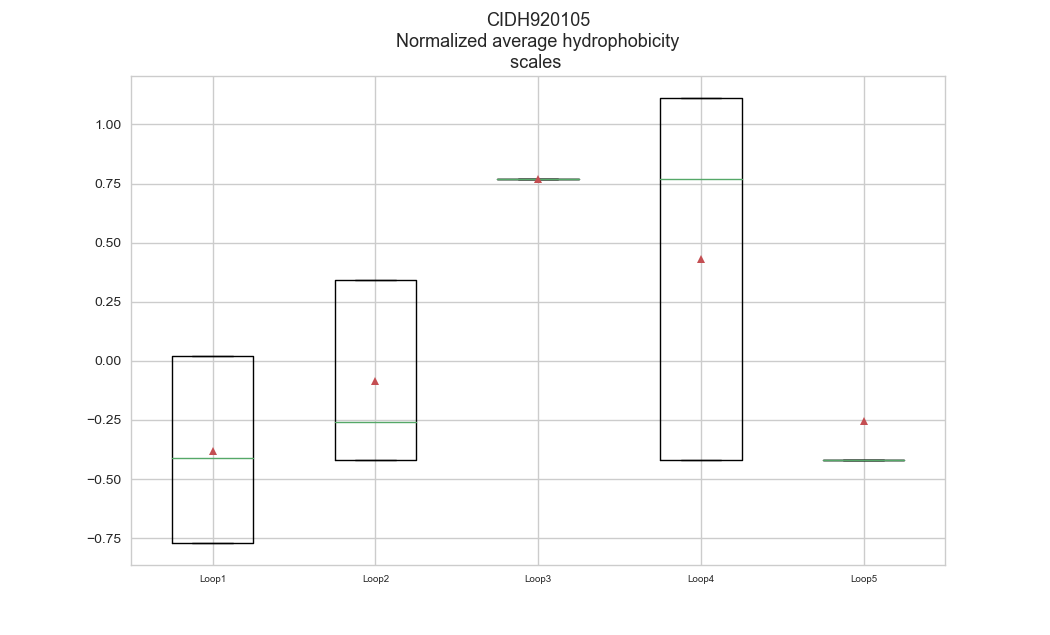 CIDH920105
Normalized average hydrophobicity
scales
1.00
0.75
0.50
0.25
0.00
−0.25
−0.50
−0.75
Loop1 Loop2 Loop3 Loop4 Loop5